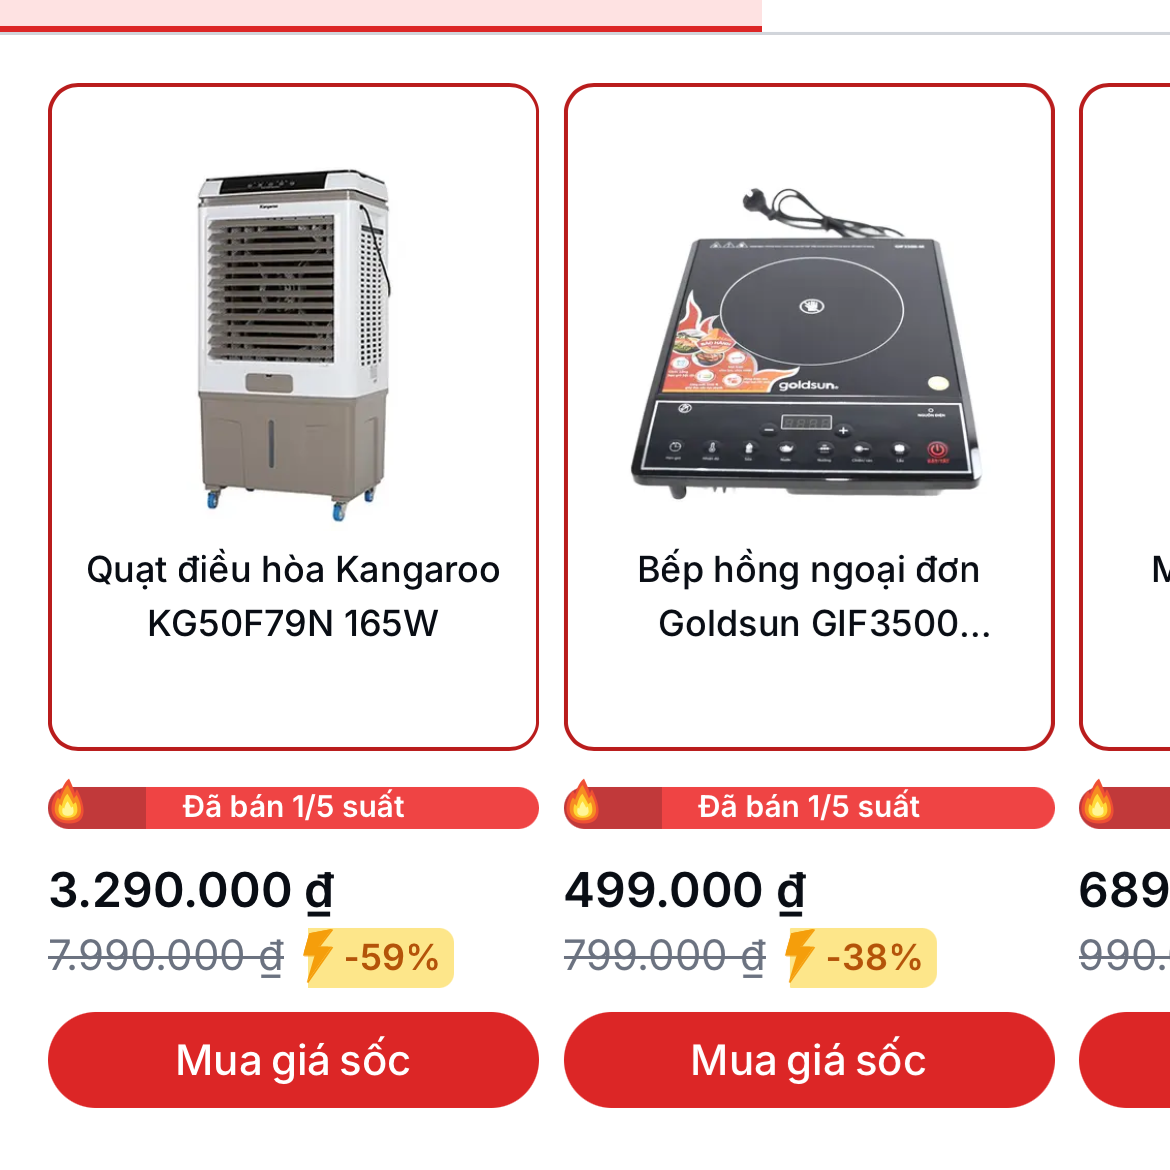 Kangaroo
goldsun
Quạt điều hòa Kangaroo
KG50F79N 165W
Bếp hồng ngoại đơn
Goldsun GIF3500...
M
Đã bán 1/5 suất
Đã bán 1/5 suất
3.290.000 ₫
499.000 ₫
689
7.990.000 ₫
-59%
799.000 ₫
-38%
990.
Mua giá sốc
Mua giá sốc